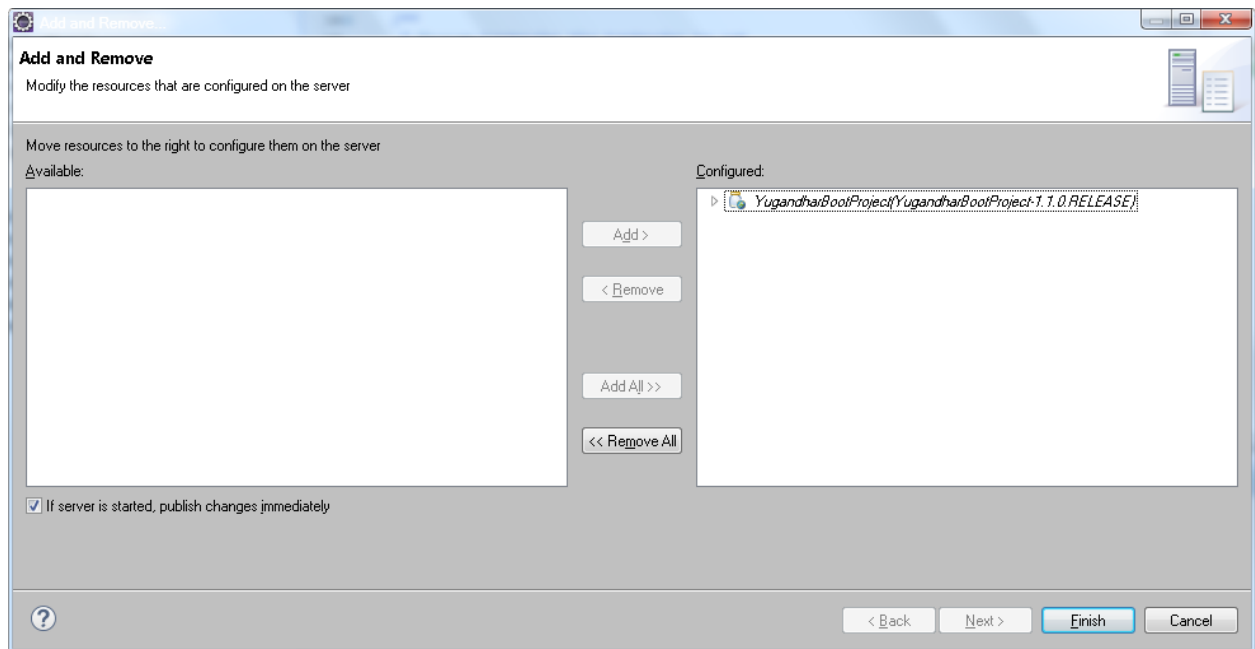 Add and Remove...
Add and Remove
Modify the resources that are configured on the server
Move resources to the right to configure them on the server
Available:
Configured:
YugandharBootProject(YugandharBootProject-1.1.0.RELEASE)
Add >
< Remove
Add All >>
<< Remove All
If server is started, publish changes immediately
?
< Back
Next >
Finish
Cancel